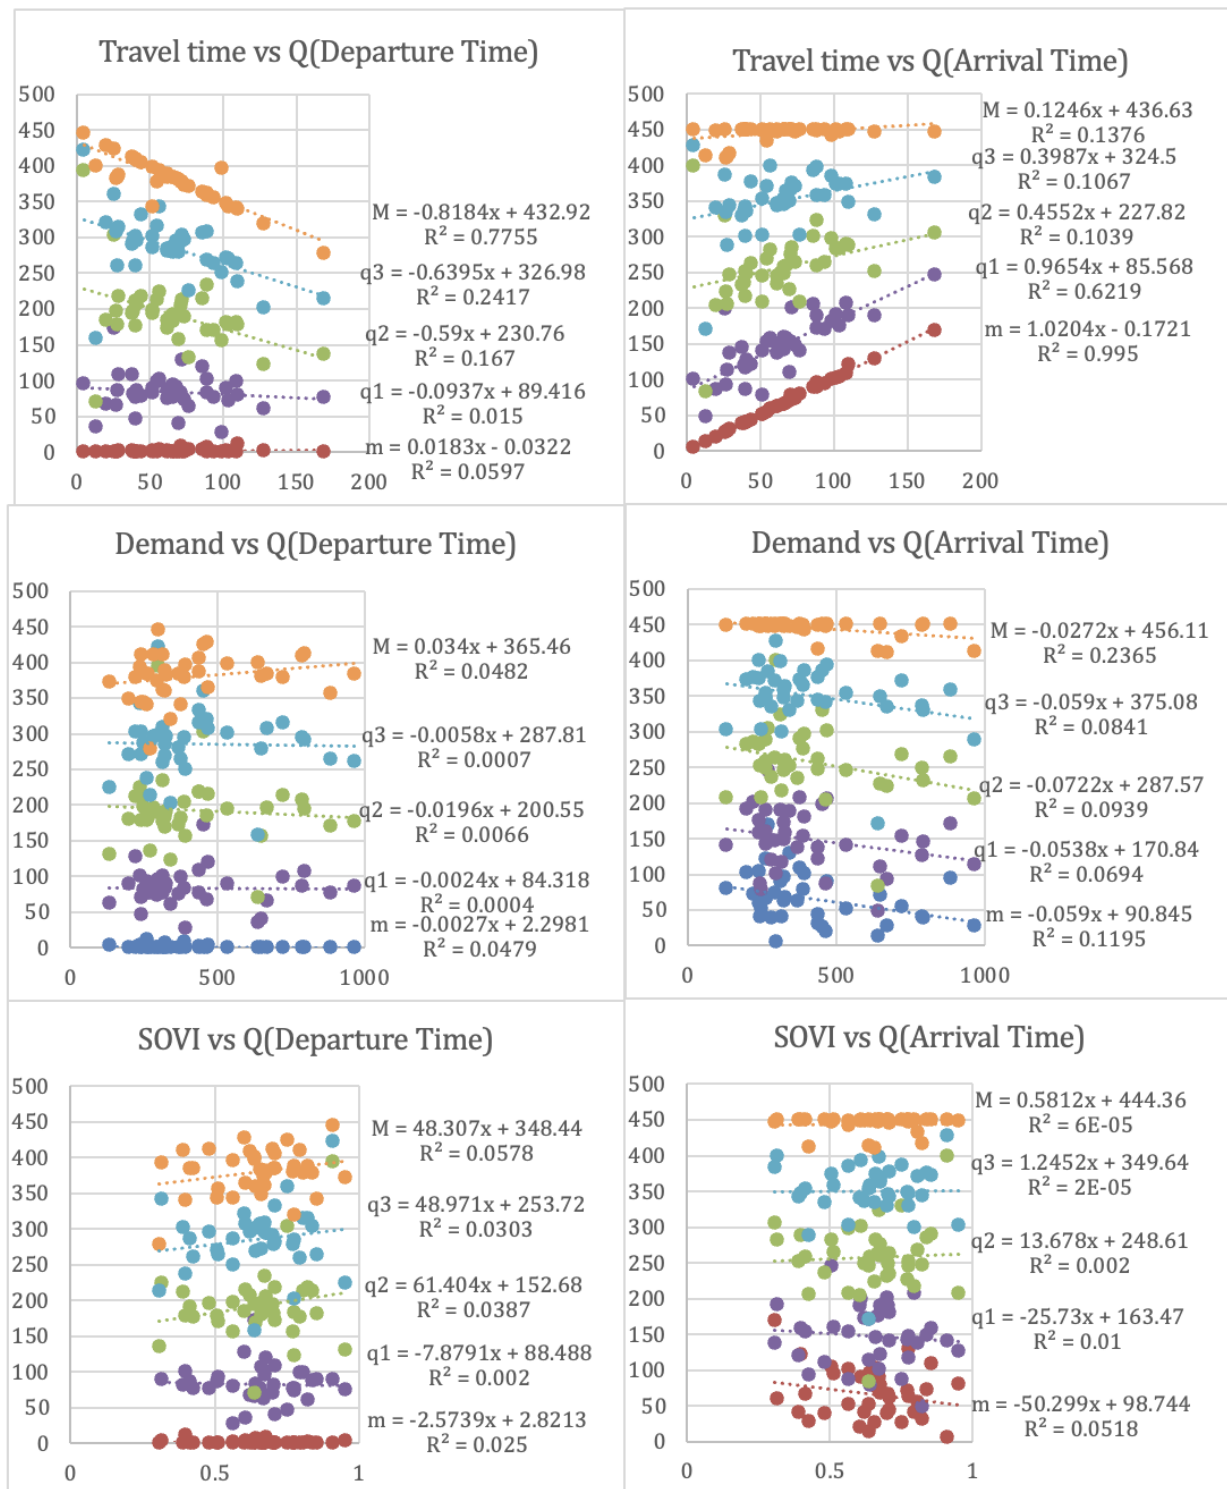 Travel time vs Q(Departure Time)
500
450
400
350
300
250
200
150
100
50
0
0 50 100 150 200
M = -0.8184x + 432.92
R² = 0.7755
q3 = -0.6395x + 326.98
R² = 0.2417
q2 = -0.59x + 230.76
R² = 0.167
q1 = -0.0937x + 89.416
R² = 0.015
m = 0.0183x - 0.0322
R² = 0.0597
Travel time vs Q(Arrival Time)
500
450
400
350
300
250
200
150
100
50
0
0 50 100 150 200
M = 0.1246x + 436.63
R² = 0.1376
q3 = 0.3987x + 324.5
R² = 0.1067
q2 = 0.4552x + 227.82
R² = 0.1039
q1 = 0.9654x + 85.568
R² = 0.6219
m = 1.0204x - 0.1721
R² = 0.995
Demand vs Q(Departure Time)
500
450
400
350
300
250
200
150
100
50
0
0 500 1000
M = 0.034x + 365.46
R² = 0.0482
q3 = -0.0058x + 287.81
R² = 0.0007
q2 = -0.0196x + 200.55
R² = 0.0066
q1 = -0.0024x + 84.318
R² = 0.0004
m = -0.0027x + 2.2981
R² = 0.0479
Demand vs Q(Arrival Time)
500
450
400
350
300
250
200
150
100
50
0
0 500 1000
M = -0.0272x + 456.11
R² = 0.2365
q3 = -0.059x + 375.08
R² = 0.0841
q2 = -0.0722x + 287.57
R² = 0.0939
q1 = -0.0538x + 170.84
R² = 0.0694
m = -0.059x + 90.845
R² = 0.1195
SOVI vs Q(Departure Time)
500
450
400
350
300
250
200
150
100
50
0
0 0.5 1
M = 48.307x + 348.44
R² = 0.0578
q3 = 48.971x + 253.72
R² = 0.0303
q2 = 61.404x + 152.68
R² = 0.0387
q1 = -7.8791x + 88.488
R² = 0.002
m = -2.5739x + 2.8213
R² = 0.025
SOVI vs Q(Arrival Time)
500
450
400
350
300
250
200
150
100
50
0
0 0.5 1
M = 0.5812x + 444.36
R² = 6E-05
q3 = 1.2452x + 349.64
R² = 2E-05
q2 = 13.678x + 248.61
R² = 0.002
q1 = -25.73x + 163.47
R² = 0.01
m = -50.299x + 98.744
R² = 0.0518